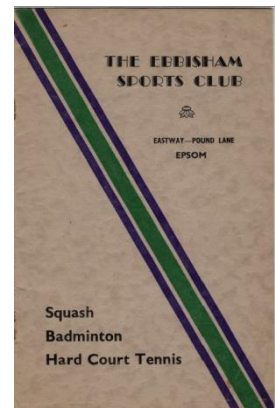 THE EBBISHAM
SPORTS CLUB
EASTWAY—POUND LANE
EPSOM
Squash
Badminton
Hard Court Tennis